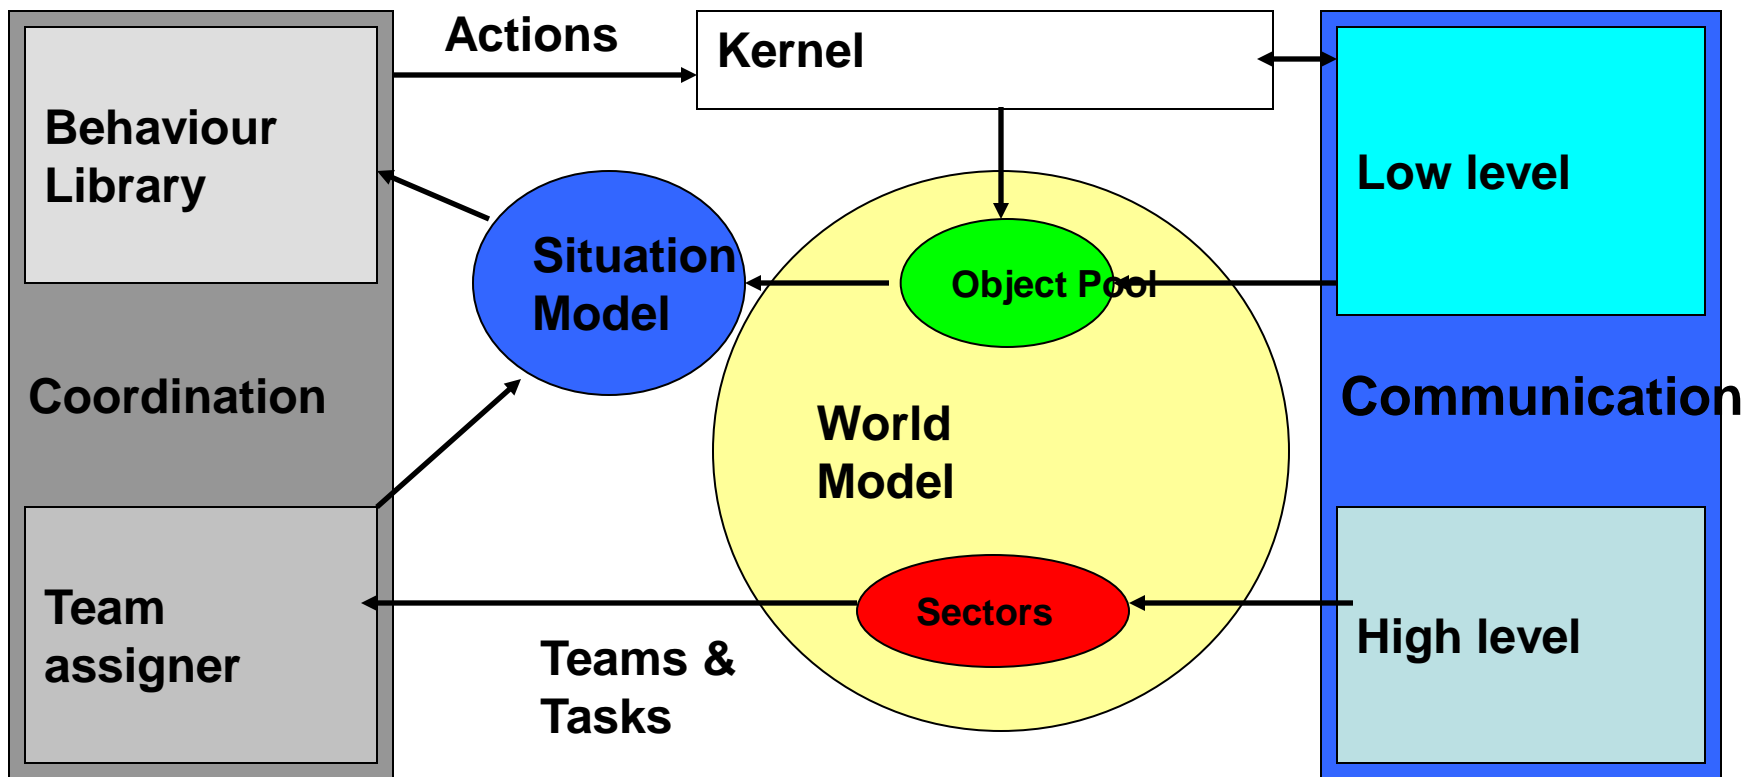 Actions
Kernel
Behaviour
Library
Low level
Situation
Model
Object Pool
Coordination
Communication
World
Model
Team
assigner
Sectors
High level
Teams &
Tasks